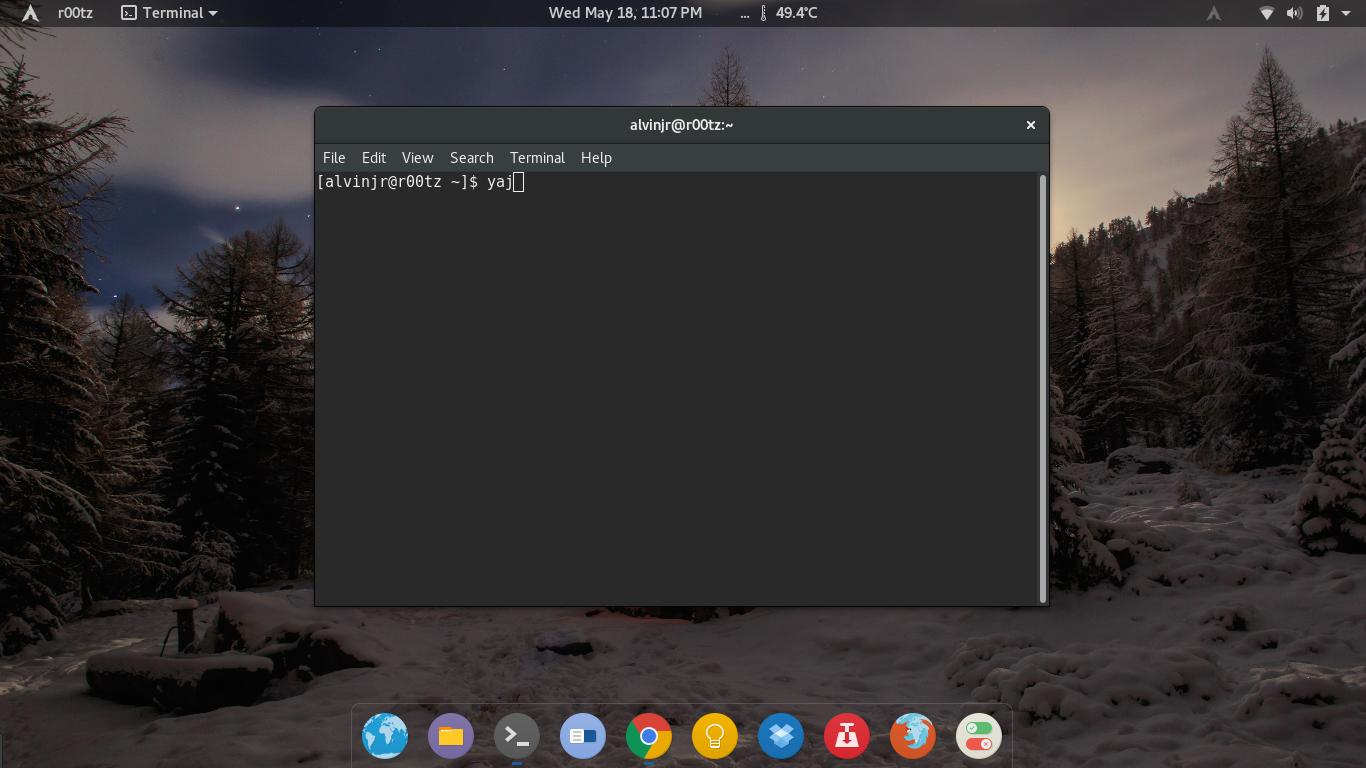 r00tz Terminal Wed May 18, 11:07 PM ... 49.4°C
alvinjr@r00tz:~
File Edit View Search Terminal Help
[alvinjr@r00tz ~]$ yaj